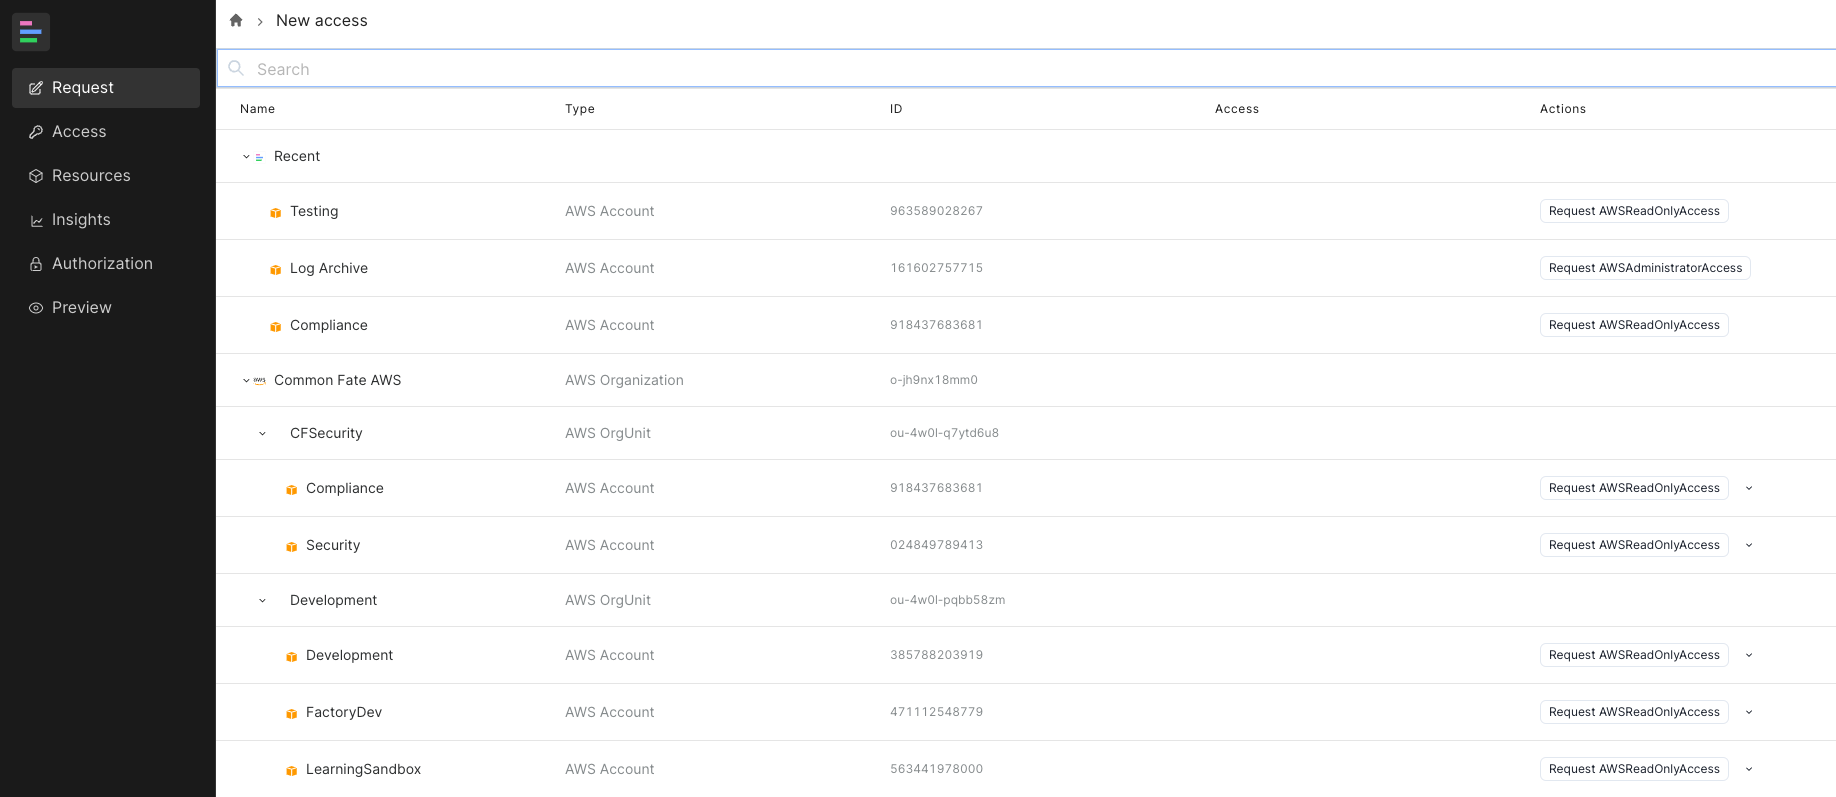 New access
Search
Request
Access
Resources
Insights
Authorization
Preview
Name Type ID Access Actions
Recent
Testing AWS Account 963589028267 Request AWSReadOnlyAccess
Log Archive AWS Account 161602757715 Request AWSAdministratorAccess
Compliance AWS Account 918437683681 Request AWSReadOnlyAccess
aws Common Fate AWS AWS Organization o-jh9nx18mm0
CFSecurity AWS OrgUnit ou-4w0l-q7ytd6u8
Compliance AWS Account 918437683681 Request AWSReadOnlyAccess
Security AWS Account 024849789413 Request AWSReadOnlyAccess
Development AWS OrgUnit ou-4w0l-pqbb58zm
Development AWS Account 385788203919 Request AWSReadOnlyAccess
FactoryDev AWS Account 471112548779 Request AWSReadOnlyAccess
LearningSandbox AWS Account 563441978000 Request AWSReadOnlyAccess